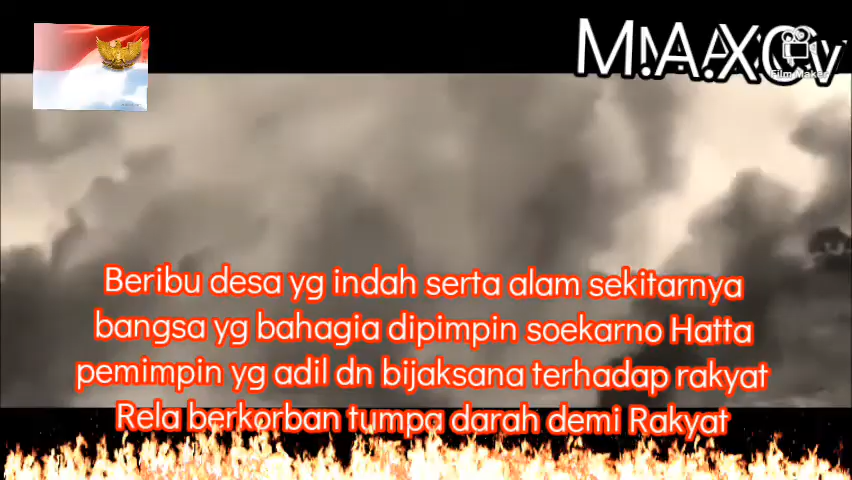 M.A.X Cv
Film Maker
Beribu desa yg indah serta alam sekitarnya
bangsa yg bahagia dipimpin soekarno Hatta
pemimpin yg adil dn bijaksana terhadap rakyat
Rela berkorban tumpa darah demi Rakyat